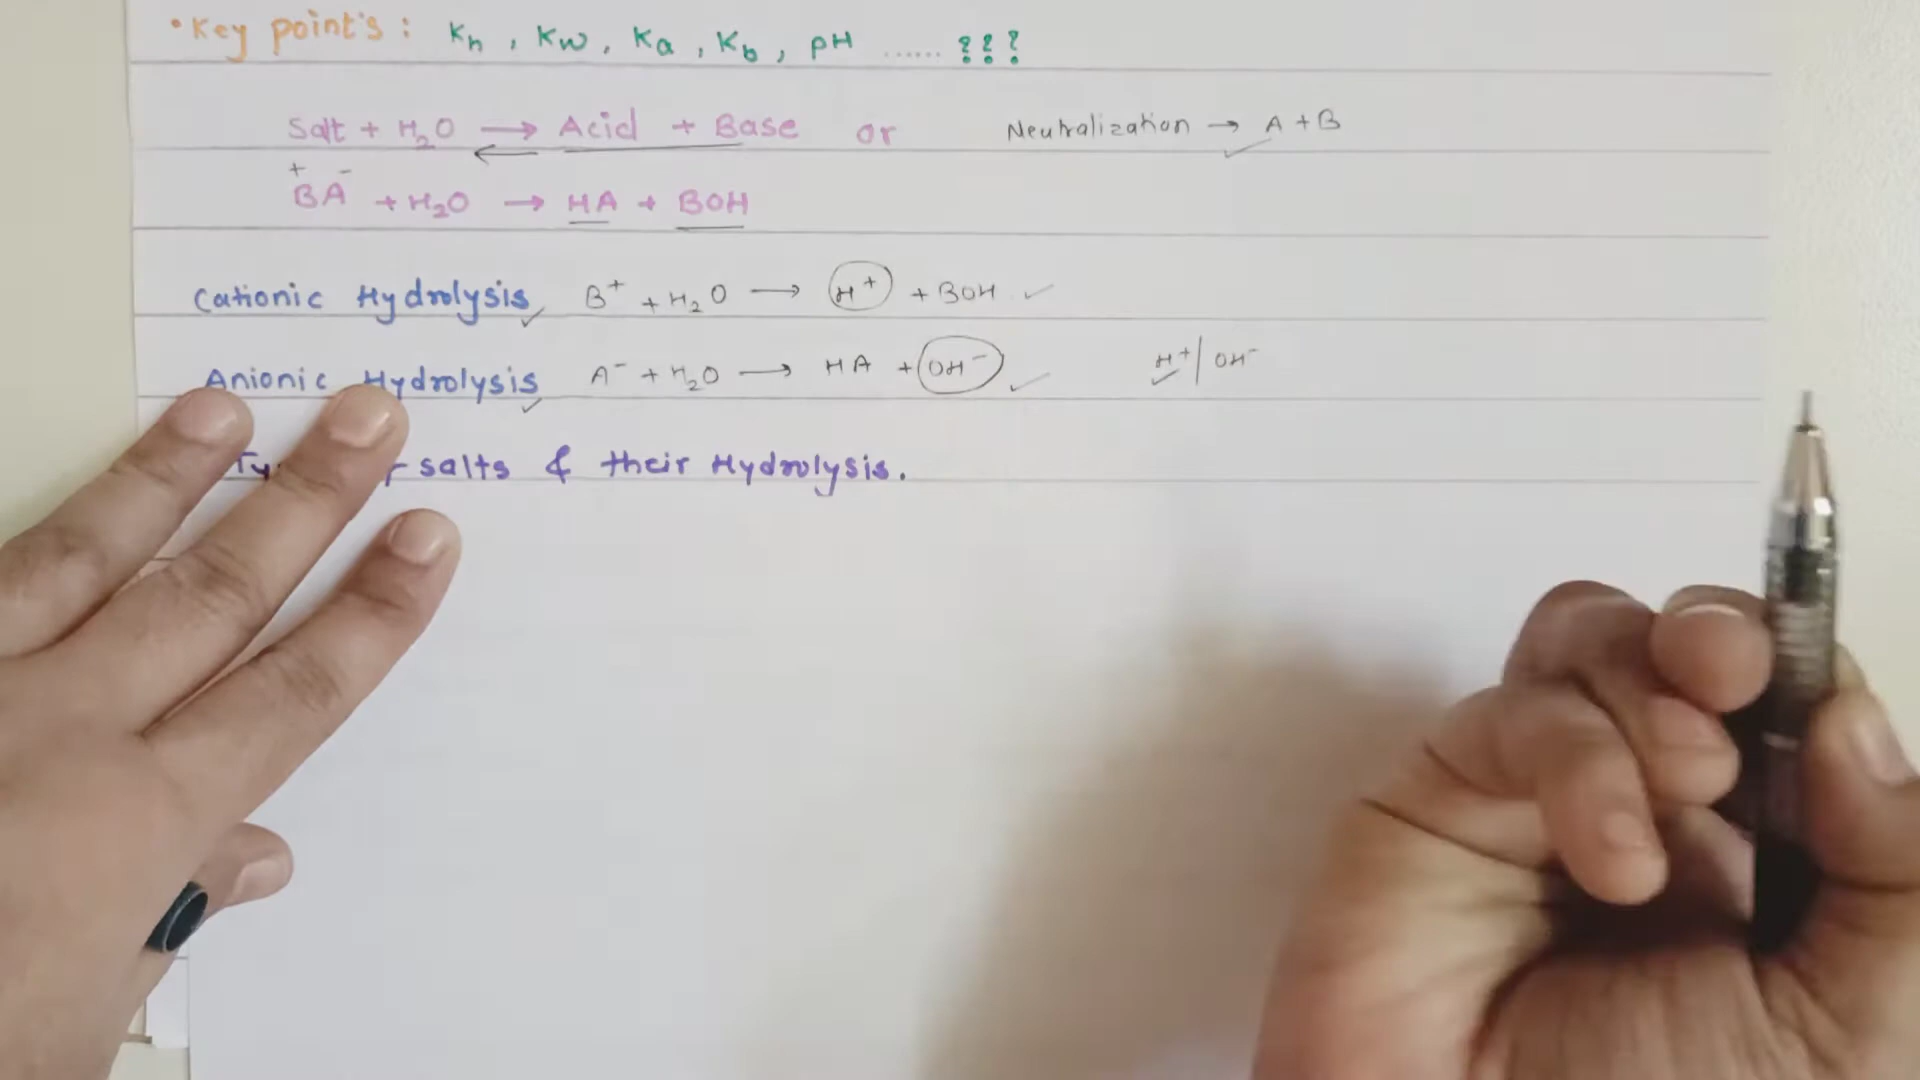 •Key point's: Kh, Kw, Ka, Kb, pH ...... ???
Salt + H₂O → Acid + Base or Neutralization → A + B
B⁺A⁻ + H₂O → HA + BOH
Cationic Hydrolysis B⁺ + H₂O → H⁺ + BOH ✓
Anionic Hydrolysis A⁻ + H₂O → HA + OH⁻ ✓ H⁺ | OH⁻
salts & their Hydrolysis.